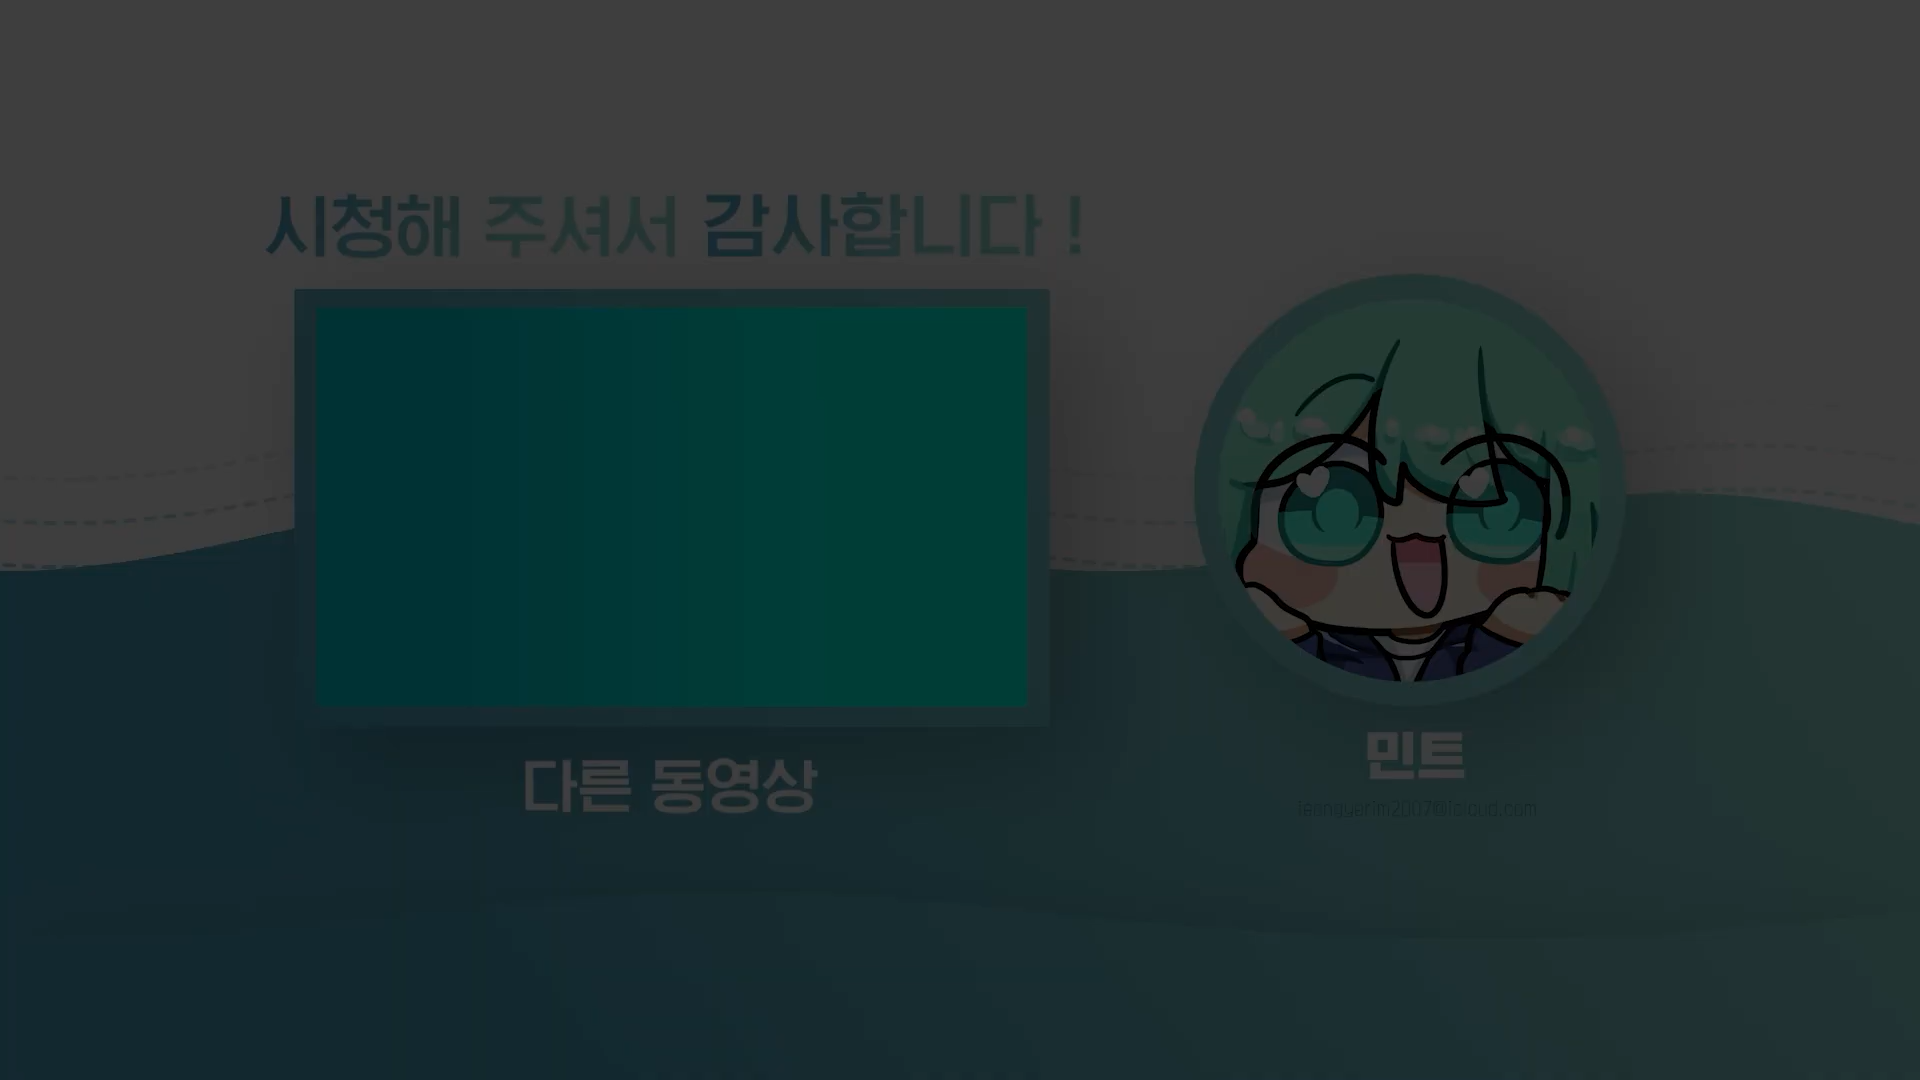 시청해 주셔서 감사합니다 !
다른 동영상
민트